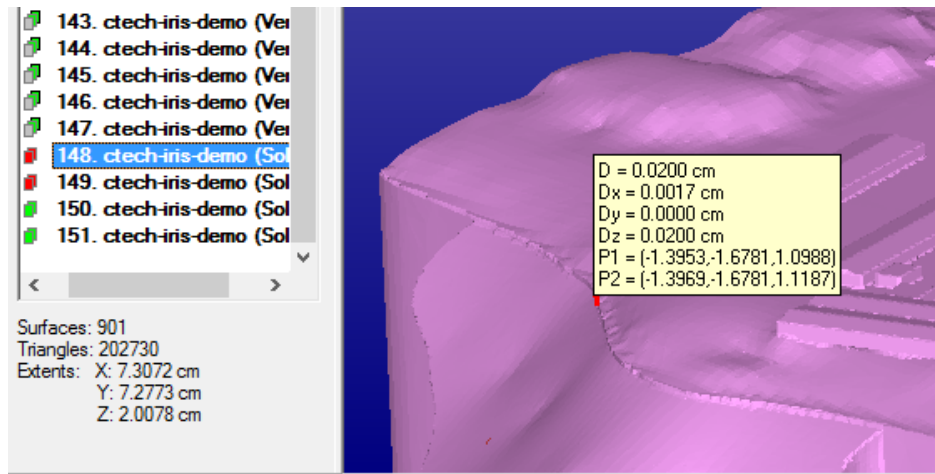 143. ctech-iris-demo (Ver
144. ctech-iris-demo (Ver
145. ctech-iris-demo (Ver
146. ctech-iris-demo (Ver
147. ctech-iris-demo (Ver
148. ctech-iris-demo (Sol
149. ctech-iris-demo (Sol
150. ctech-iris-demo (Sol
151. ctech-iris-demo (Sol
Surfaces: 901
Triangles: 202730
Extents: X: 7.3072 cm
Y: 7.2773 cm
Z: 2.0078 cm
D = 0.0200 cm
Dx = 0.0017 cm
Dy = 0.0000 cm
Dz = 0.0200 cm
P1 = (-1.3953,-1.6781,1.0988)
P2 = (-1.3969,-1.6781,1.1187)